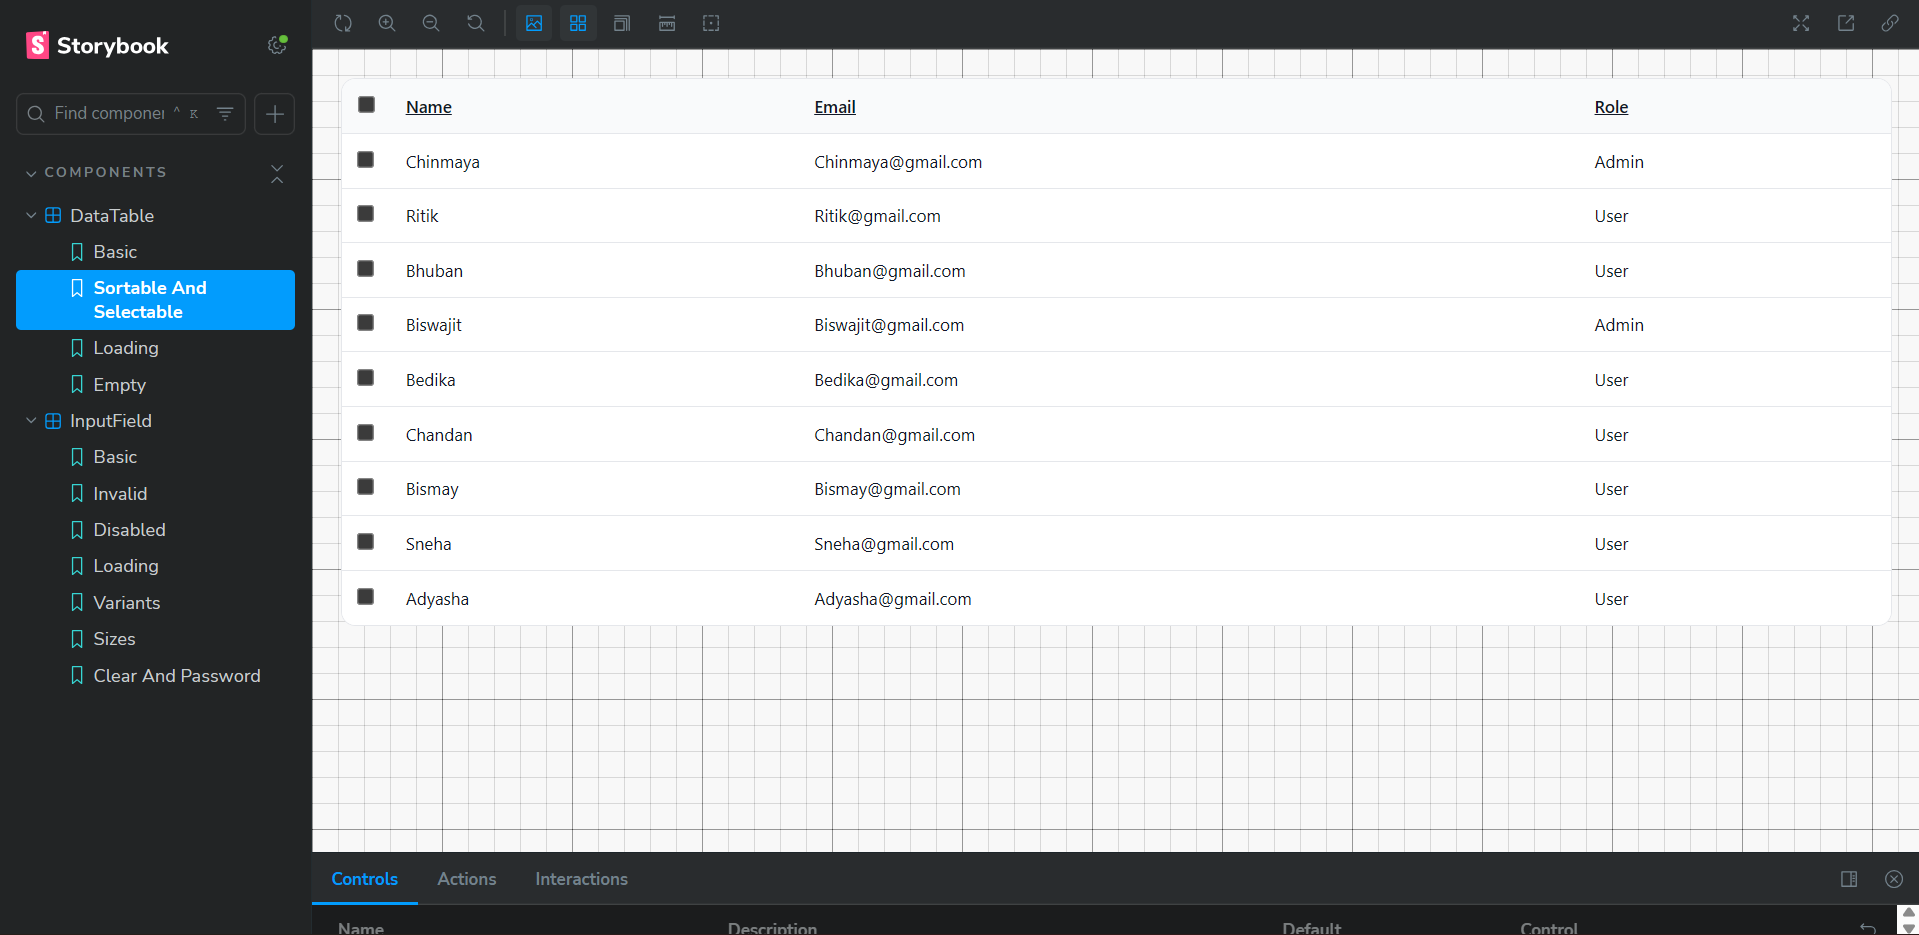 Storybook
Find componer ^ K
COMPONENTS
DataTable
Basic
Sortable And
Selectable
Loading
Empty
InputField
Basic
Invalid
Disabled
Loading
Variants
Sizes
Clear And Password
Name Email Role
Chinmaya Chinmaya@gmail.com Admin
Ritik Ritik@gmail.com User
Bhuban Bhuban@gmail.com User
Biswajit Biswajit@gmail.com Admin
Bedika Bedika@gmail.com User
Chandan Chandan@gmail.com User
Bismay Bismay@gmail.com User
Sneha Sneha@gmail.com User
Adyasha Adyasha@gmail.com User
Controls Actions Interactions
Name Description Default Control